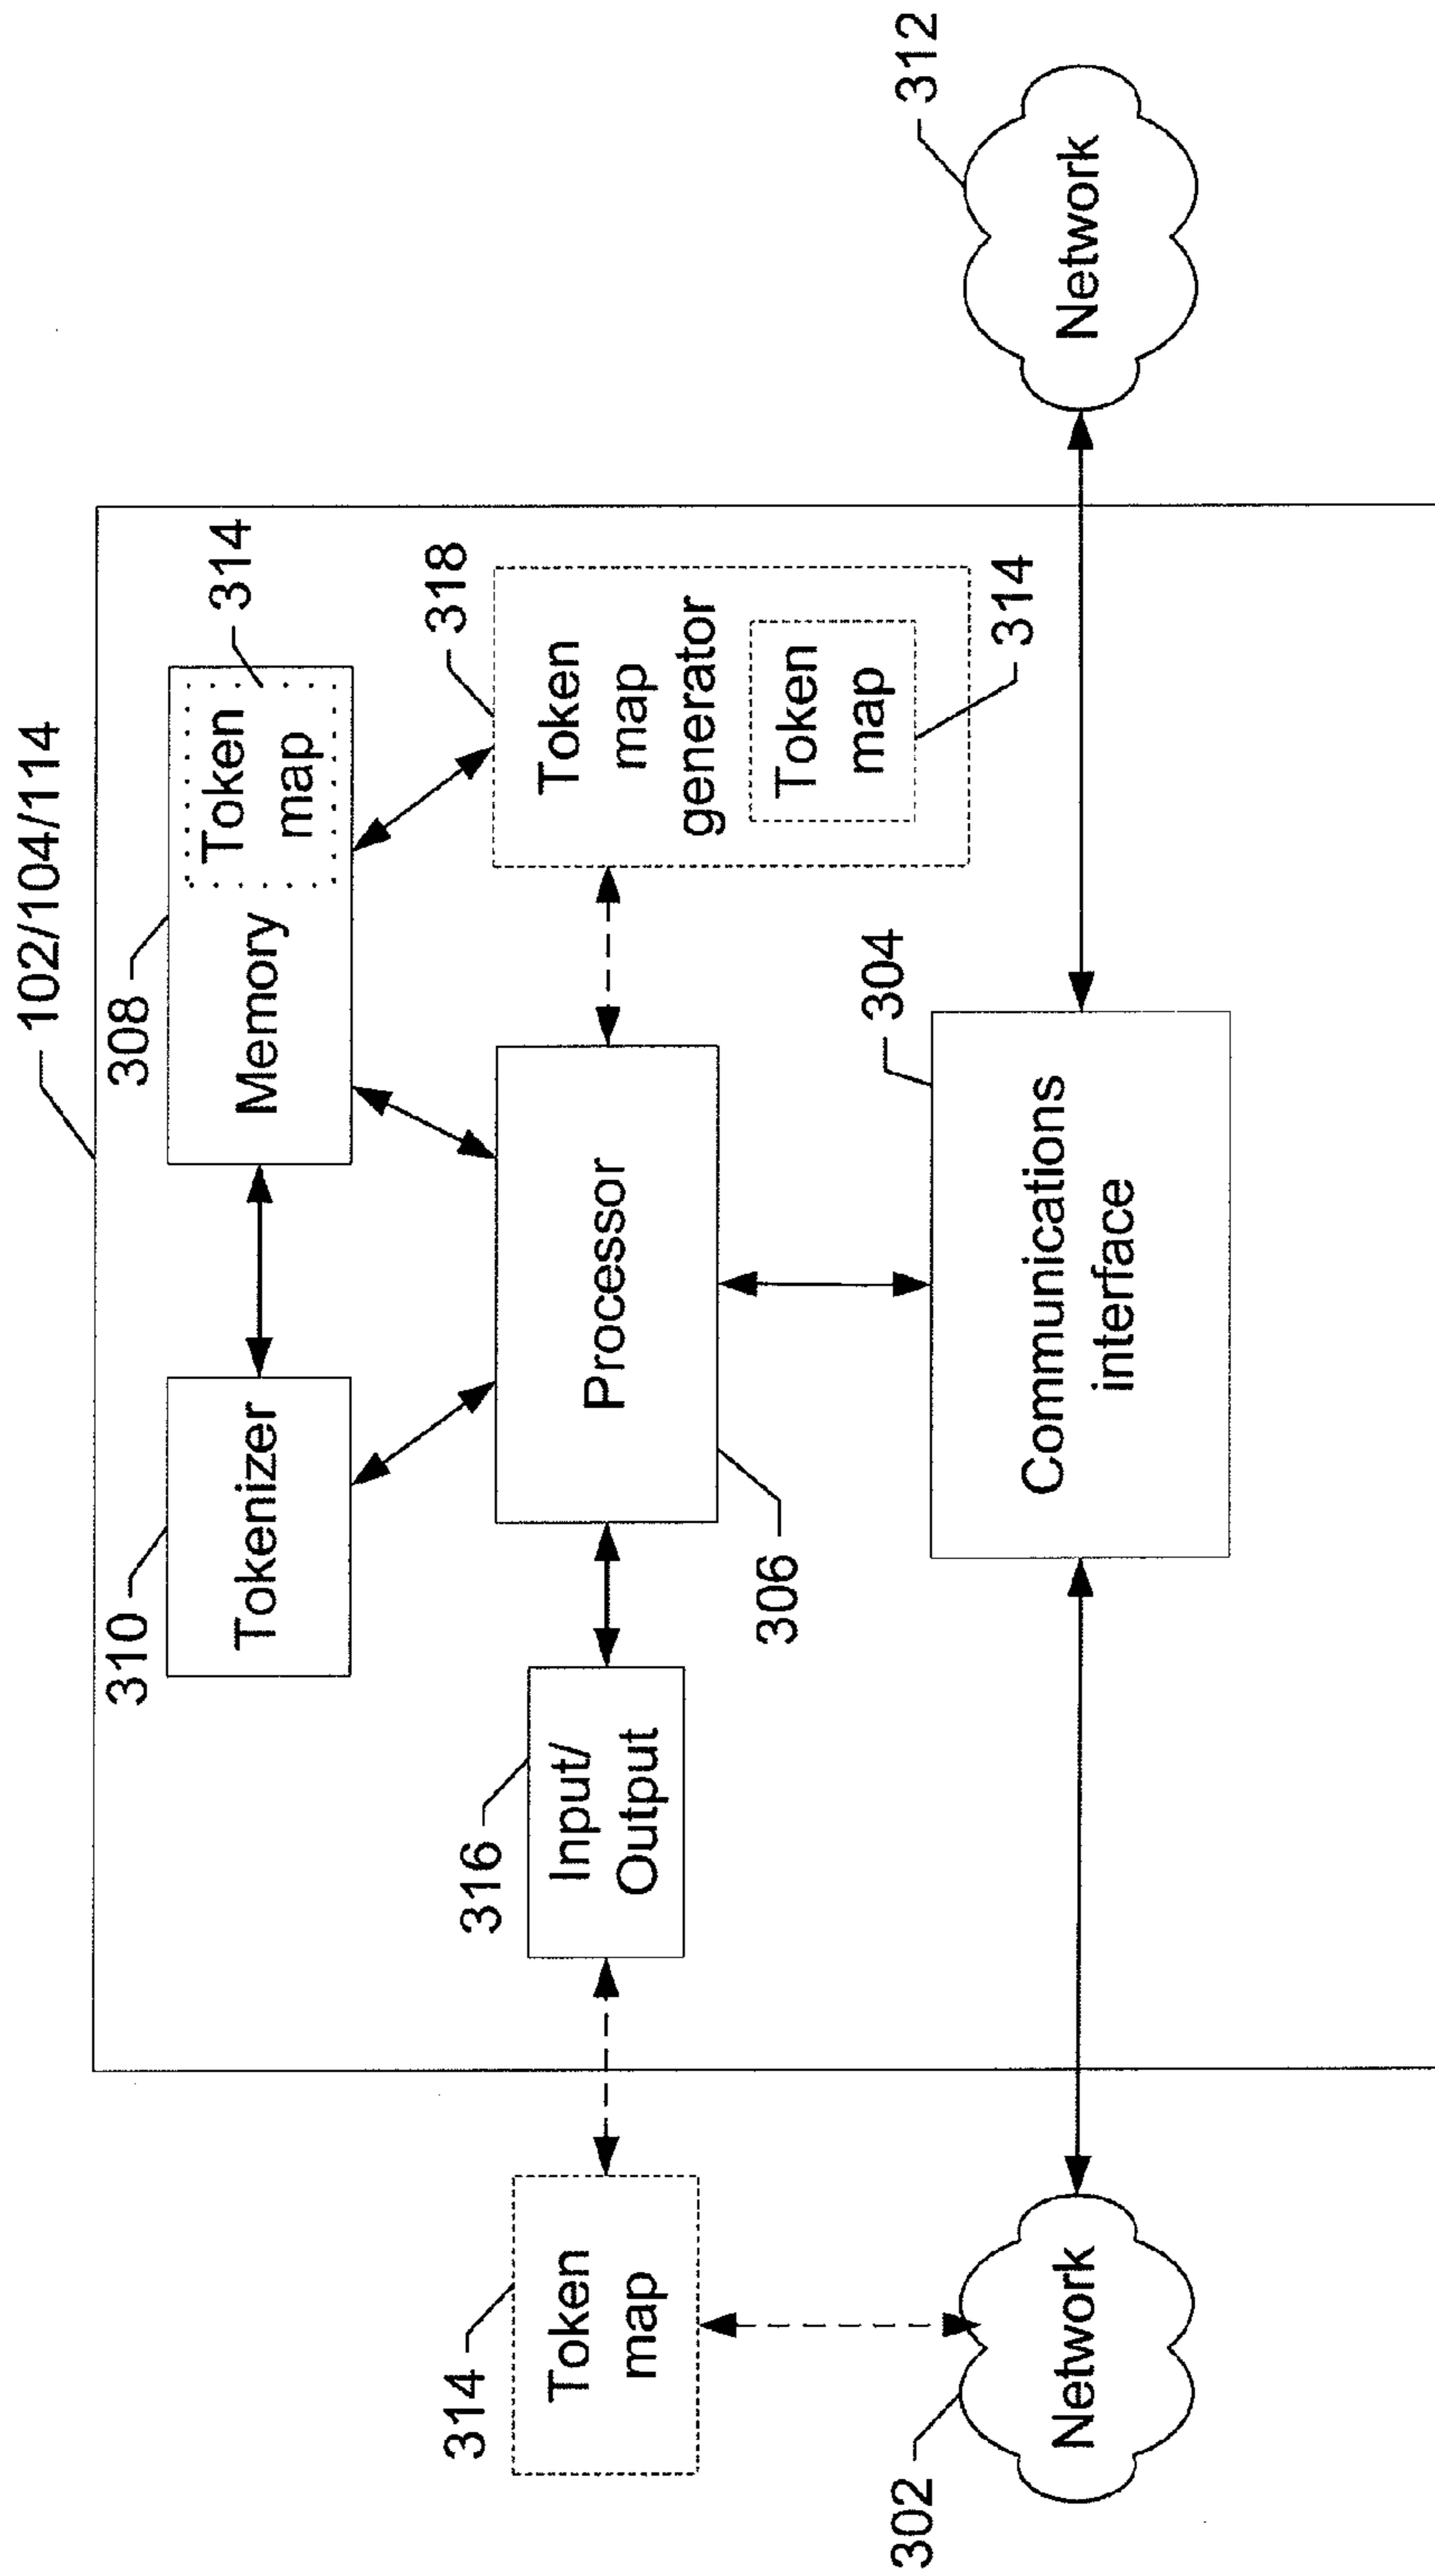 102/104/114
310
Tokenizer
308
Memory
Token
map
314
316
Input/
Output
Processor
306
318
Token
map
generator
Token
map
314
314
Token
map
304
Communications
interface
302
Network
Network
312